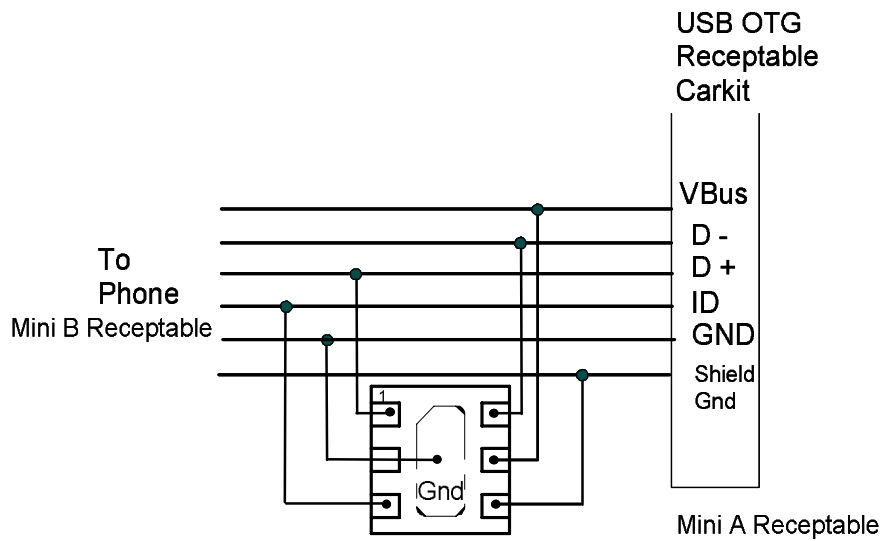 USB OTG
Receptable
Carkit
VBus
D -
D +
ID
GND
Shield
Gnd
To
Phone
Mini B Receptable
1
Gnd
Mini A Receptable